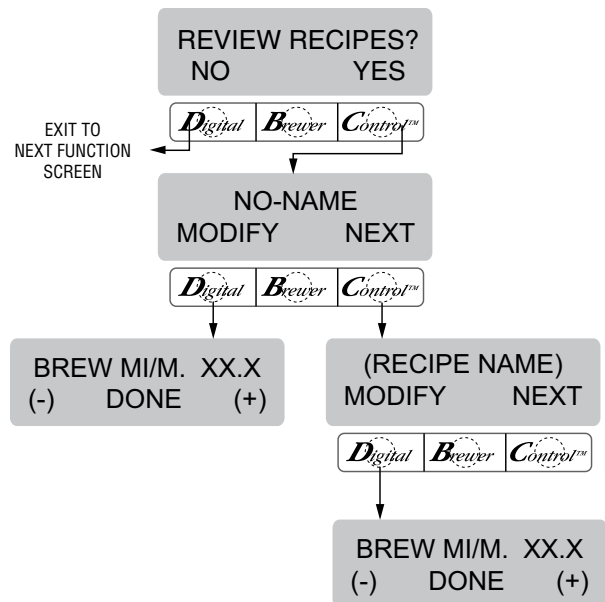 REVIEW RECIPES?
NO YES
Digital Brewer Control™
EXIT TO
NEXT FUNCTION
SCREEN
NO-NAME
MODIFY NEXT
Digital Brewer Control™
BREW MI/M. XX.X
(-) DONE (+)
(RECIPE NAME)
MODIFY NEXT
Digital Brewer Control™
BREW MI/M. XX.X
(-) DONE (+)